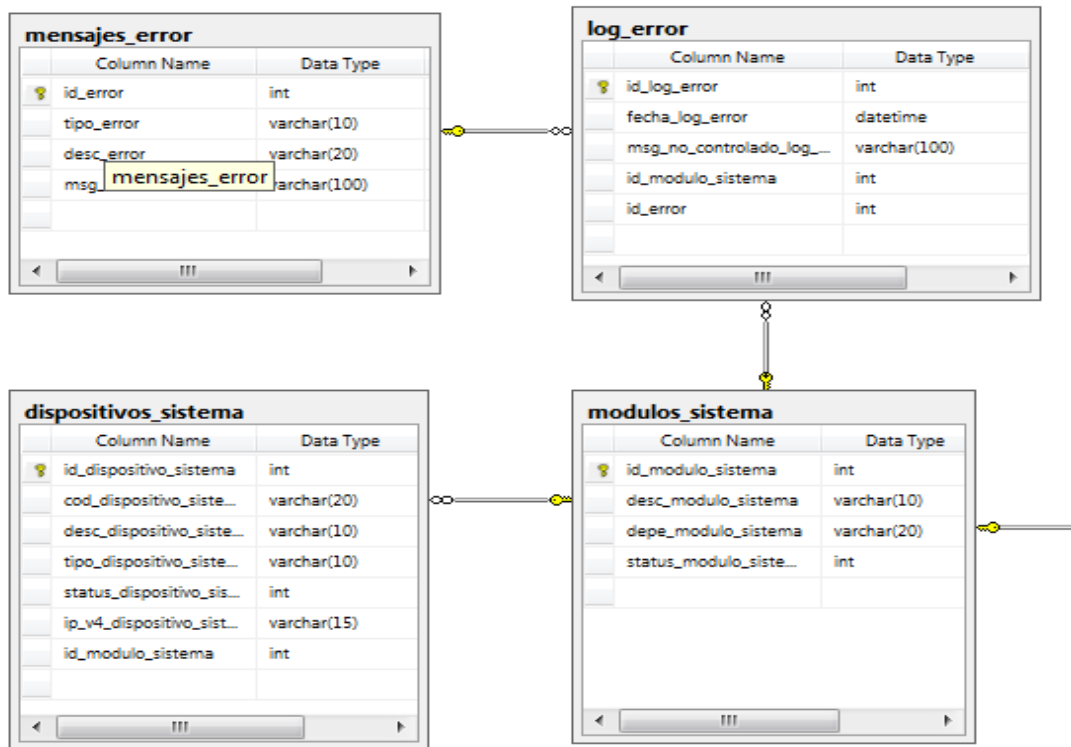 mensajes_error
Column Name Data Type
id_error int
tipo_error varchar(10)
desc_error varchar(20)
mensajes_error
msg_ varchar(100)
log_error
Column Name Data Type
id_log_error int
fecha_log_error datetime
msg_no_controlado_log_... varchar(100)
id_modulo_sistema int
id_error int
dispositivos_sistema
Column Name Data Type
id_dispositivo_sistema int
cod_dispositivo_siste... varchar(20)
desc_dispositivo_siste... varchar(10)
tipo_dispositivo_siste... varchar(10)
status_dispositivo_sis... int
ip_v4_dispositivo_sist... varchar(15)
id_modulo_sistema int
modulos_sistema
Column Name Data Type
id_modulo_sistema int
desc_modulo_sistema varchar(10)
depe_modulo_sistema varchar(20)
status_modulo_siste... int